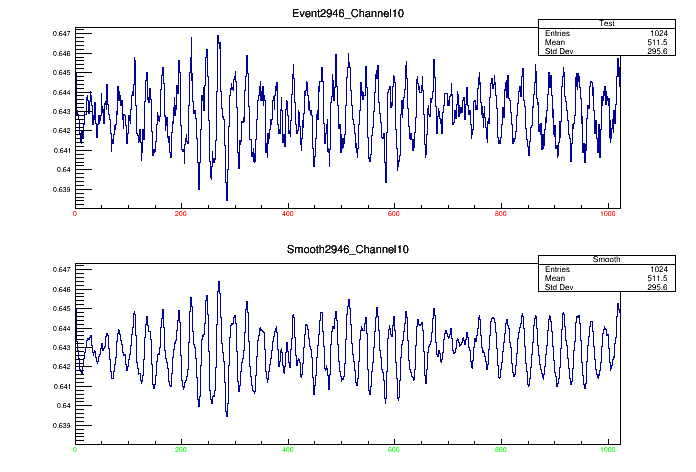 Event2946_Channel10
Test
Entries 1024
Mean 511.5
Std Dev 295.6
0.647
0.646
0.645
0.644
0.643
0.642
0.641
0.64
0.639
0 200 400 600 800 1000
Smooth2946_Channel10
Smooth
Entries 1024
Mean 511.5
Std Dev 295.6
0.647
0.646
0.645
0.644
0.643
0.642
0.641
0.64
0.639
0 200 400 600 800 1000